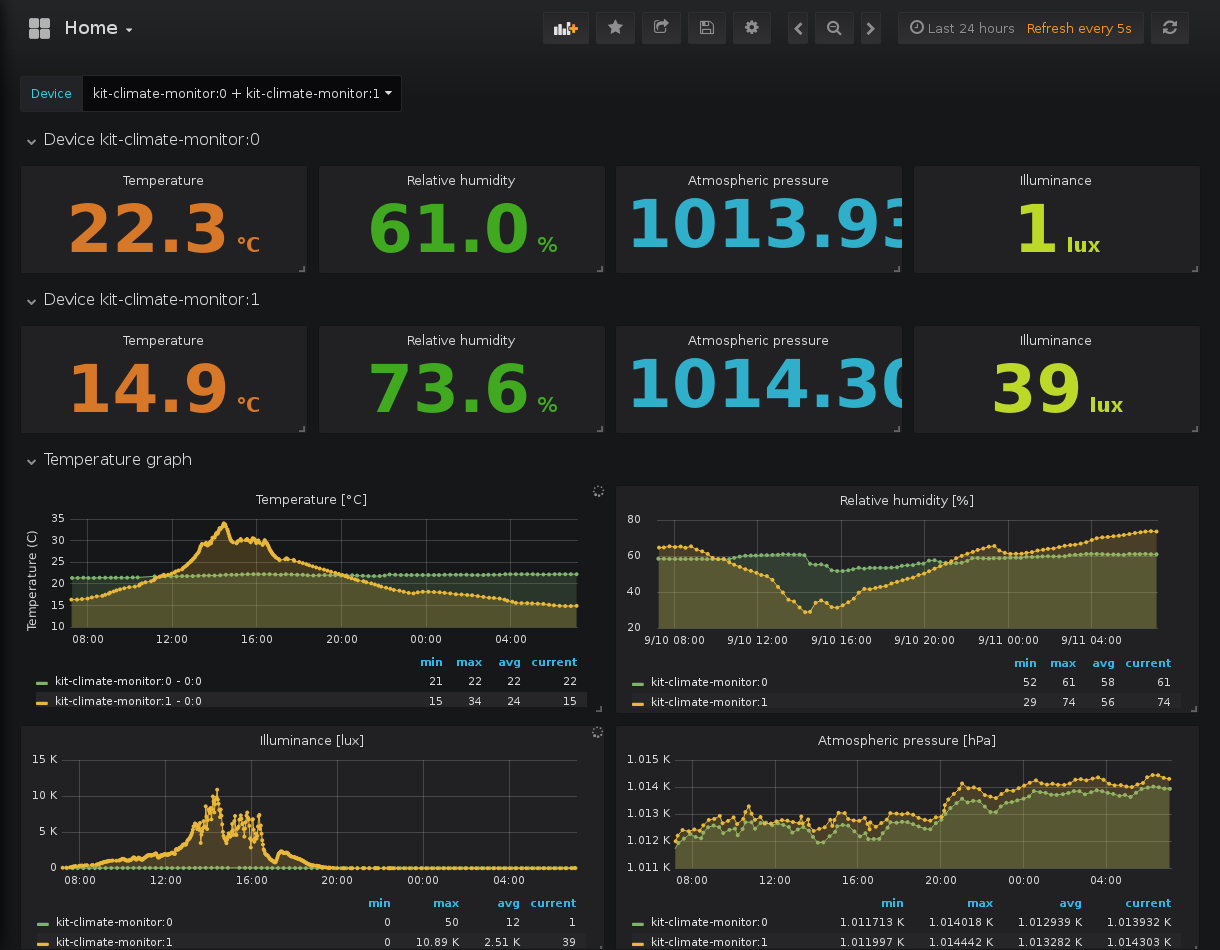 Home
Last 24 hours Refresh every 5s
Device kit-climate-monitor:0 + kit-climate-monitor:1
Device kit-climate-monitor:0
Temperature Relative humidity Atmospheric pressure Illuminance
22.3 °C 61.0 % 1013.93 1 lux
Device kit-climate-monitor:1
Temperature Relative humidity Atmospheric pressure Illuminance
14.9 °C 73.6 % 1014.30 39 lux
Temperature graph
Temperature [°C]
Temperature (C)
35
30
25
20
15
10
08:00 12:00 16:00 20:00 00:00 04:00
min max avg current
kit-climate-monitor:0 - 0:0 21 22 22 22
kit-climate-monitor:1 - 0:0 15 34 24 15
Relative humidity [%]
80
60
40
20
9/10 08:00 9/10 12:00 9/10 16:00 9/10 20:00 9/11 00:00 9/11 04:00
min max avg current
kit-climate-monitor:0 52 61 58 61
kit-climate-monitor:1 29 74 56 74
Illuminance [lux]
15 K
10 K
5 K
0
08:00 12:00 16:00 20:00 00:00 04:00
min max avg current
kit-climate-monitor:0 0 50 12 1
kit-climate-monitor:1 0 10.89 K 2.51 K 39
Atmospheric pressure [hPa]
1.015 K
1.014 K
1.013 K
1.012 K
1.011 K
08:00 12:00 16:00 20:00 00:00 04:00
min max avg current
kit-climate-monitor:0 1.011713 K 1.014018 K 1.012939 K 1.013932 K
kit-climate-monitor:1 1.011997 K 1.014442 K 1.013282 K 1.014303 K